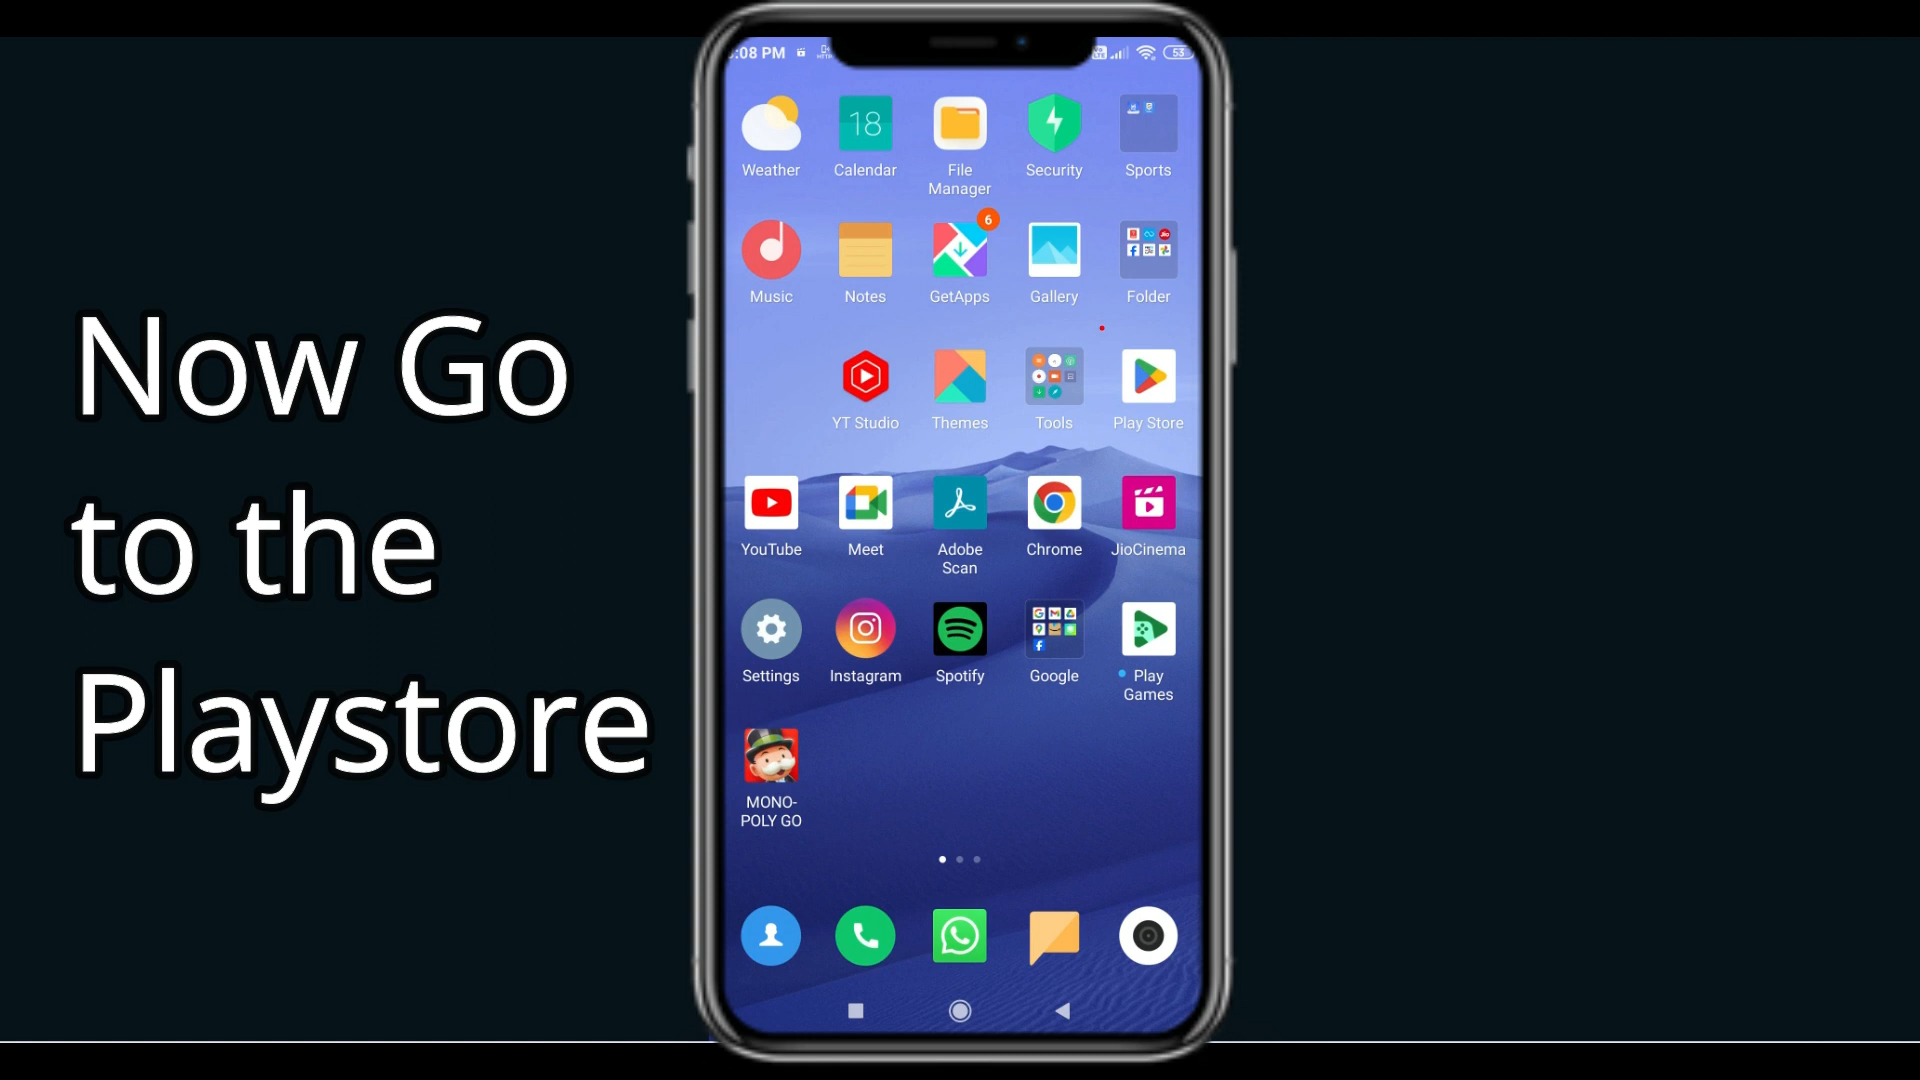 Now Go
to the
Playstore
:08 PM
53
Weather
18
Calendar
File
Manager
Security
Sports
Music
Notes
6
GetApps
Gallery
Folder
YT Studio
Themes
Tools
Play Store
YouTube
Meet
Adobe
Scan
Chrome
JioCinema
Settings
Instagram
Spotify
Google
Play
Games
MONO-
POLY GO